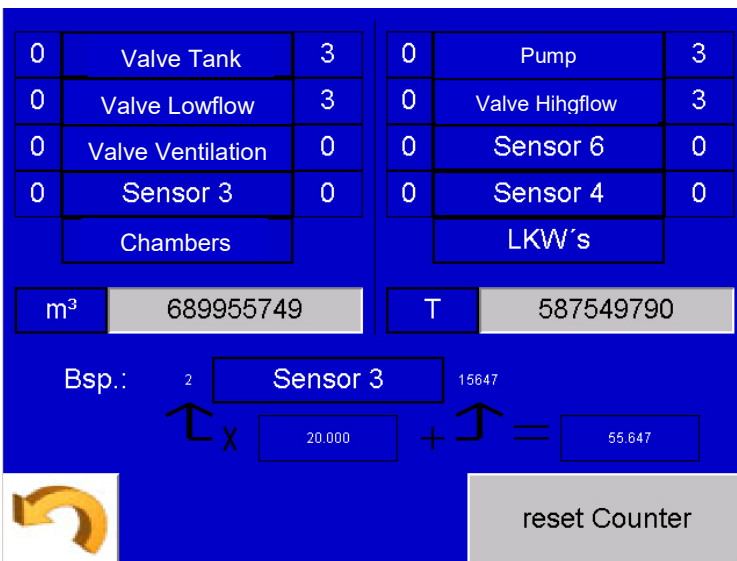 0 Valve Tank 3 0 Pump 3
0 Valve Lowflow 3 0 Valve Hihgflow 3
0 Valve Ventilation 0 0 Sensor 6 0
0 Sensor 3 0 0 Sensor 4 0
Chambers LKW´s
m³ 689955749 T 587549790
Bsp.: 2 Sensor 3 15647
x 20.000 + = 55.647
reset Counter